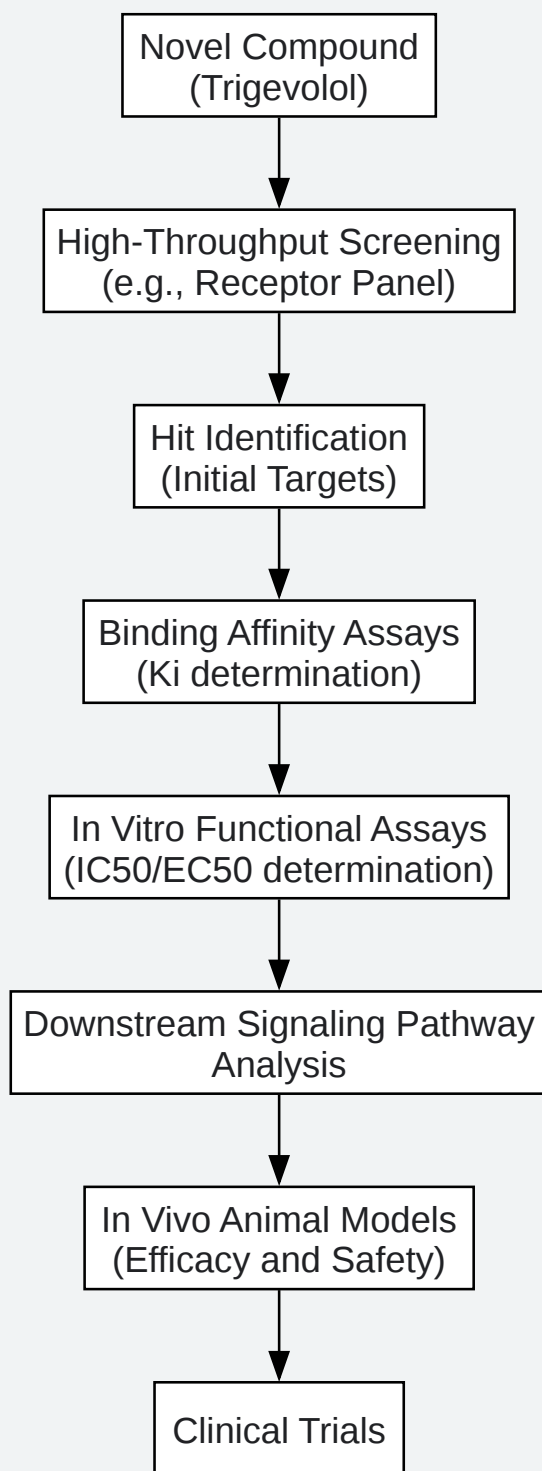 Novel Compound
(Trigevolol)
High-Throughput Screening
(e.g., Receptor Panel)
Hit Identification
(Initial Targets)
Binding Affinity Assays
(Ki determination)
In Vitro Functional Assays
(IC50/EC50 determination)
Downstream Signaling Pathway
Analysis
In Vivo Animal Models
(Efficacy and Safety)
Clinical Trials